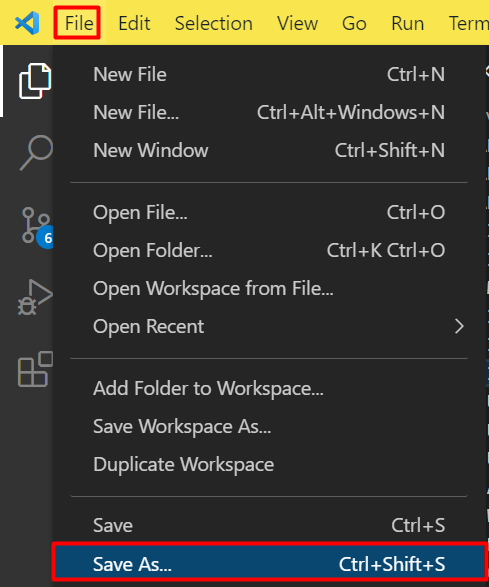 File Edit Selection View Go Run Term
New File Ctrl+N
New File... Ctrl+Alt+Windows+N
New Window Ctrl+Shift+N
Open File... Ctrl+O
Open Folder... Ctrl+K Ctrl+O
Open Workspace from File...
Open Recent
6
Add Folder to Workspace...
Save Workspace As...
Duplicate Workspace
Save Ctrl+S
Save As... Ctrl+Shift+S